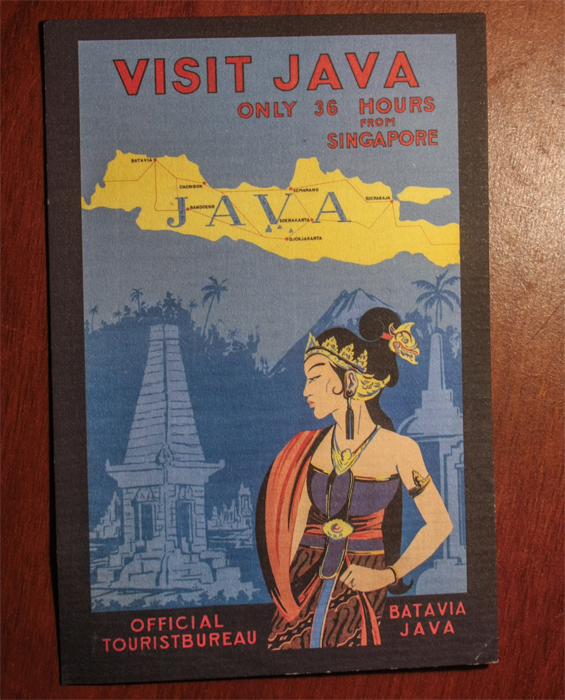 VISIT JAVA
ONLY 36 HOURS
FROM
SINGAPORE
BATAVIA
CHERIBON
SEMARANG
SOERABAJA
BANDOENG
JAVA
SOERAKARTA
DJOKJAKARTA
OFFICIAL
TOURISTBUREAU
BATAVIA
JAVA